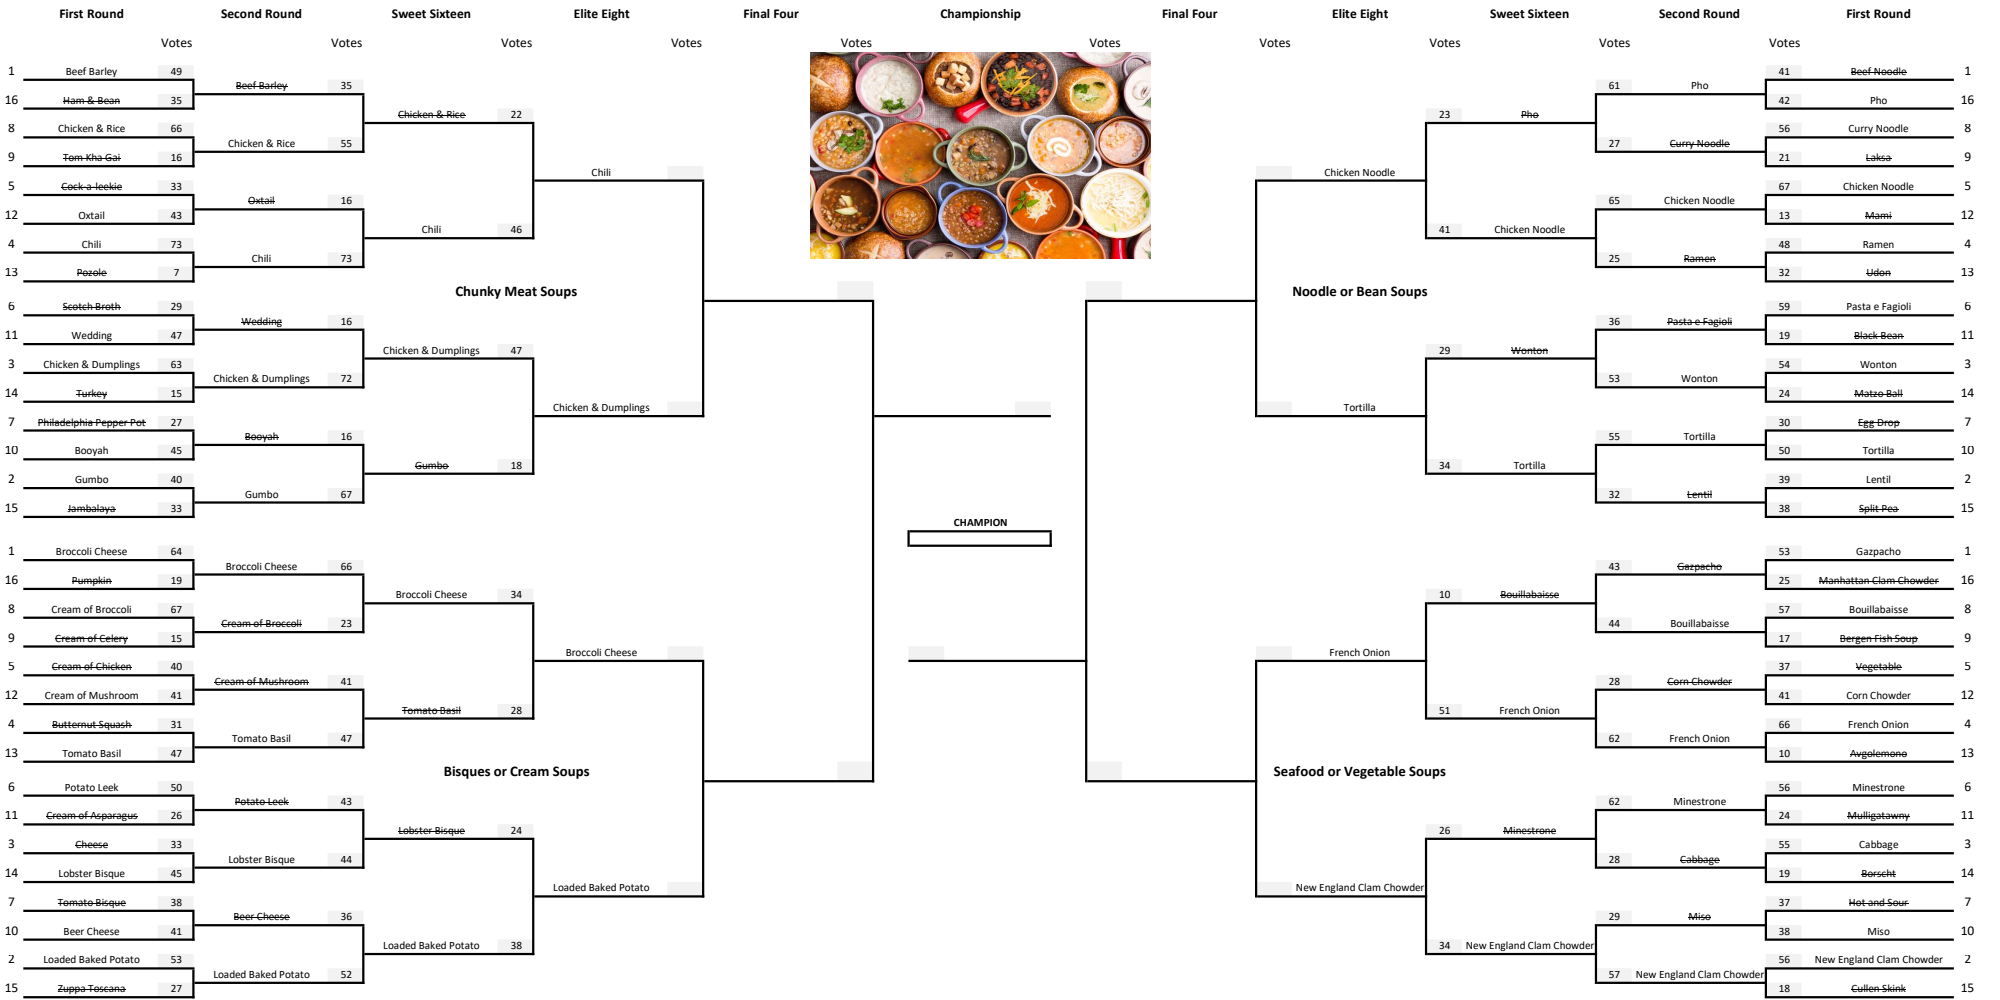 First Round Second Round Sweet Sixteen Elite Eight Final Four Championship Final Four Elite Eight Sweet Sixteen Second Round First Round
Votes Votes Votes Votes Votes Votes Votes Votes Votes Votes
1 Beef Barley 49 41 Beef Noodle 1
Beef Barley 35 61 Pho
16 Ham & Bean 35 42 Pho 16
Chicken & Rice 22 23 Pho
8 Chicken & Rice 66 56 Curry Noodle 8
Chicken & Rice 55 27 Curry Noodle
9 Tom Kha Gai 16 21 Laksa 9
Chili Chicken Noodle
5 Cock-a-leekie 33 67 Chicken Noodle 5
Oxtail 16 65 Chicken Noodle
12 Oxtail 43 13 Mami 12
Chili 46 41 Chicken Noodle
4 Chili 73 48 Ramen 4
Chili 73 25 Ramen
13 Pozole 7 32 Udon 13
Chunky Meat Soups Noodle or Bean Soups
6 Scotch Broth 29 59 Pasta e Fagioli 6
Wedding 16 36 Pasta e Fagioli
11 Wedding 47 19 Black Bean 11
Chicken & Dumplings 47 29 Wonton
3 Chicken & Dumplings 63 54 Wonton 3
Chicken & Dumplings 72 53 Wonton
14 Turkey 15 24 Matzo Ball 14
Chicken & Dumplings Tortilla
7 Philadelphia Pepper Pot 27 30 Egg Drop 7
Booyah 16 55 Tortilla
10 Booyah 45 50 Tortilla 10
Gumbo 18 34 Tortilla
2 Gumbo 40 39 Lentil 2
Gumbo 67 32 Lentil
15 Jambalaya 33 38 Split Pea 15
CHAMPION
1 Broccoli Cheese 64 53 Gazpacho 1
Broccoli Cheese 66 43 Gazpacho
16 Pumpkin 19 25 Manhattan Clam Chowder 16
Broccoli Cheese 34 10 Bouillabaisse
8 Cream of Broccoli 67 57 Bouillabaisse 8
Cream of Broccoli 23 44 Bouillabaisse
9 Cream of Celery 15 17 Bergen Fish Soup 9
Broccoli Cheese French Onion
5 Cream of Chicken 40 37 Vegetable 5
Cream of Mushroom 41 28 Corn Chowder
12 Cream of Mushroom 41 41 Corn Chowder 12
Tomato Basil 28 51 French Onion
4 Butternut Squash 31 66 French Onion 4
Tomato Basil 47 62 French Onion
13 Tomato Basil 47 10 Avgolemono 13
Bisques or Cream Soups Seafood or Vegetable Soups
6 Potato Leek 50 56 Minestrone 6
Potato Leek 43 62 Minestrone
11 Cream of Asparagus 26 24 Mulligatawny 11
Lobster Bisque 24 26 Minestrone
3 Cheese 33 55 Cabbage 3
Lobster Bisque 44 28 Cabbage
14 Lobster Bisque 45 19 Borscht 14
Loaded Baked Potato New England Clam Chowder
7 Tomato Bisque 38 37 Hot and Sour 7
Beer Cheese 36 29 Miso
10 Beer Cheese 41 38 Miso 10
Loaded Baked Potato 38 34 New England Clam Chowder
2 Loaded Baked Potato 53 56 New England Clam Chowder 2
Loaded Baked Potato 52 57 New England Clam Chowder
15 Zuppa Toscana 27 18 Cullen Skink 15